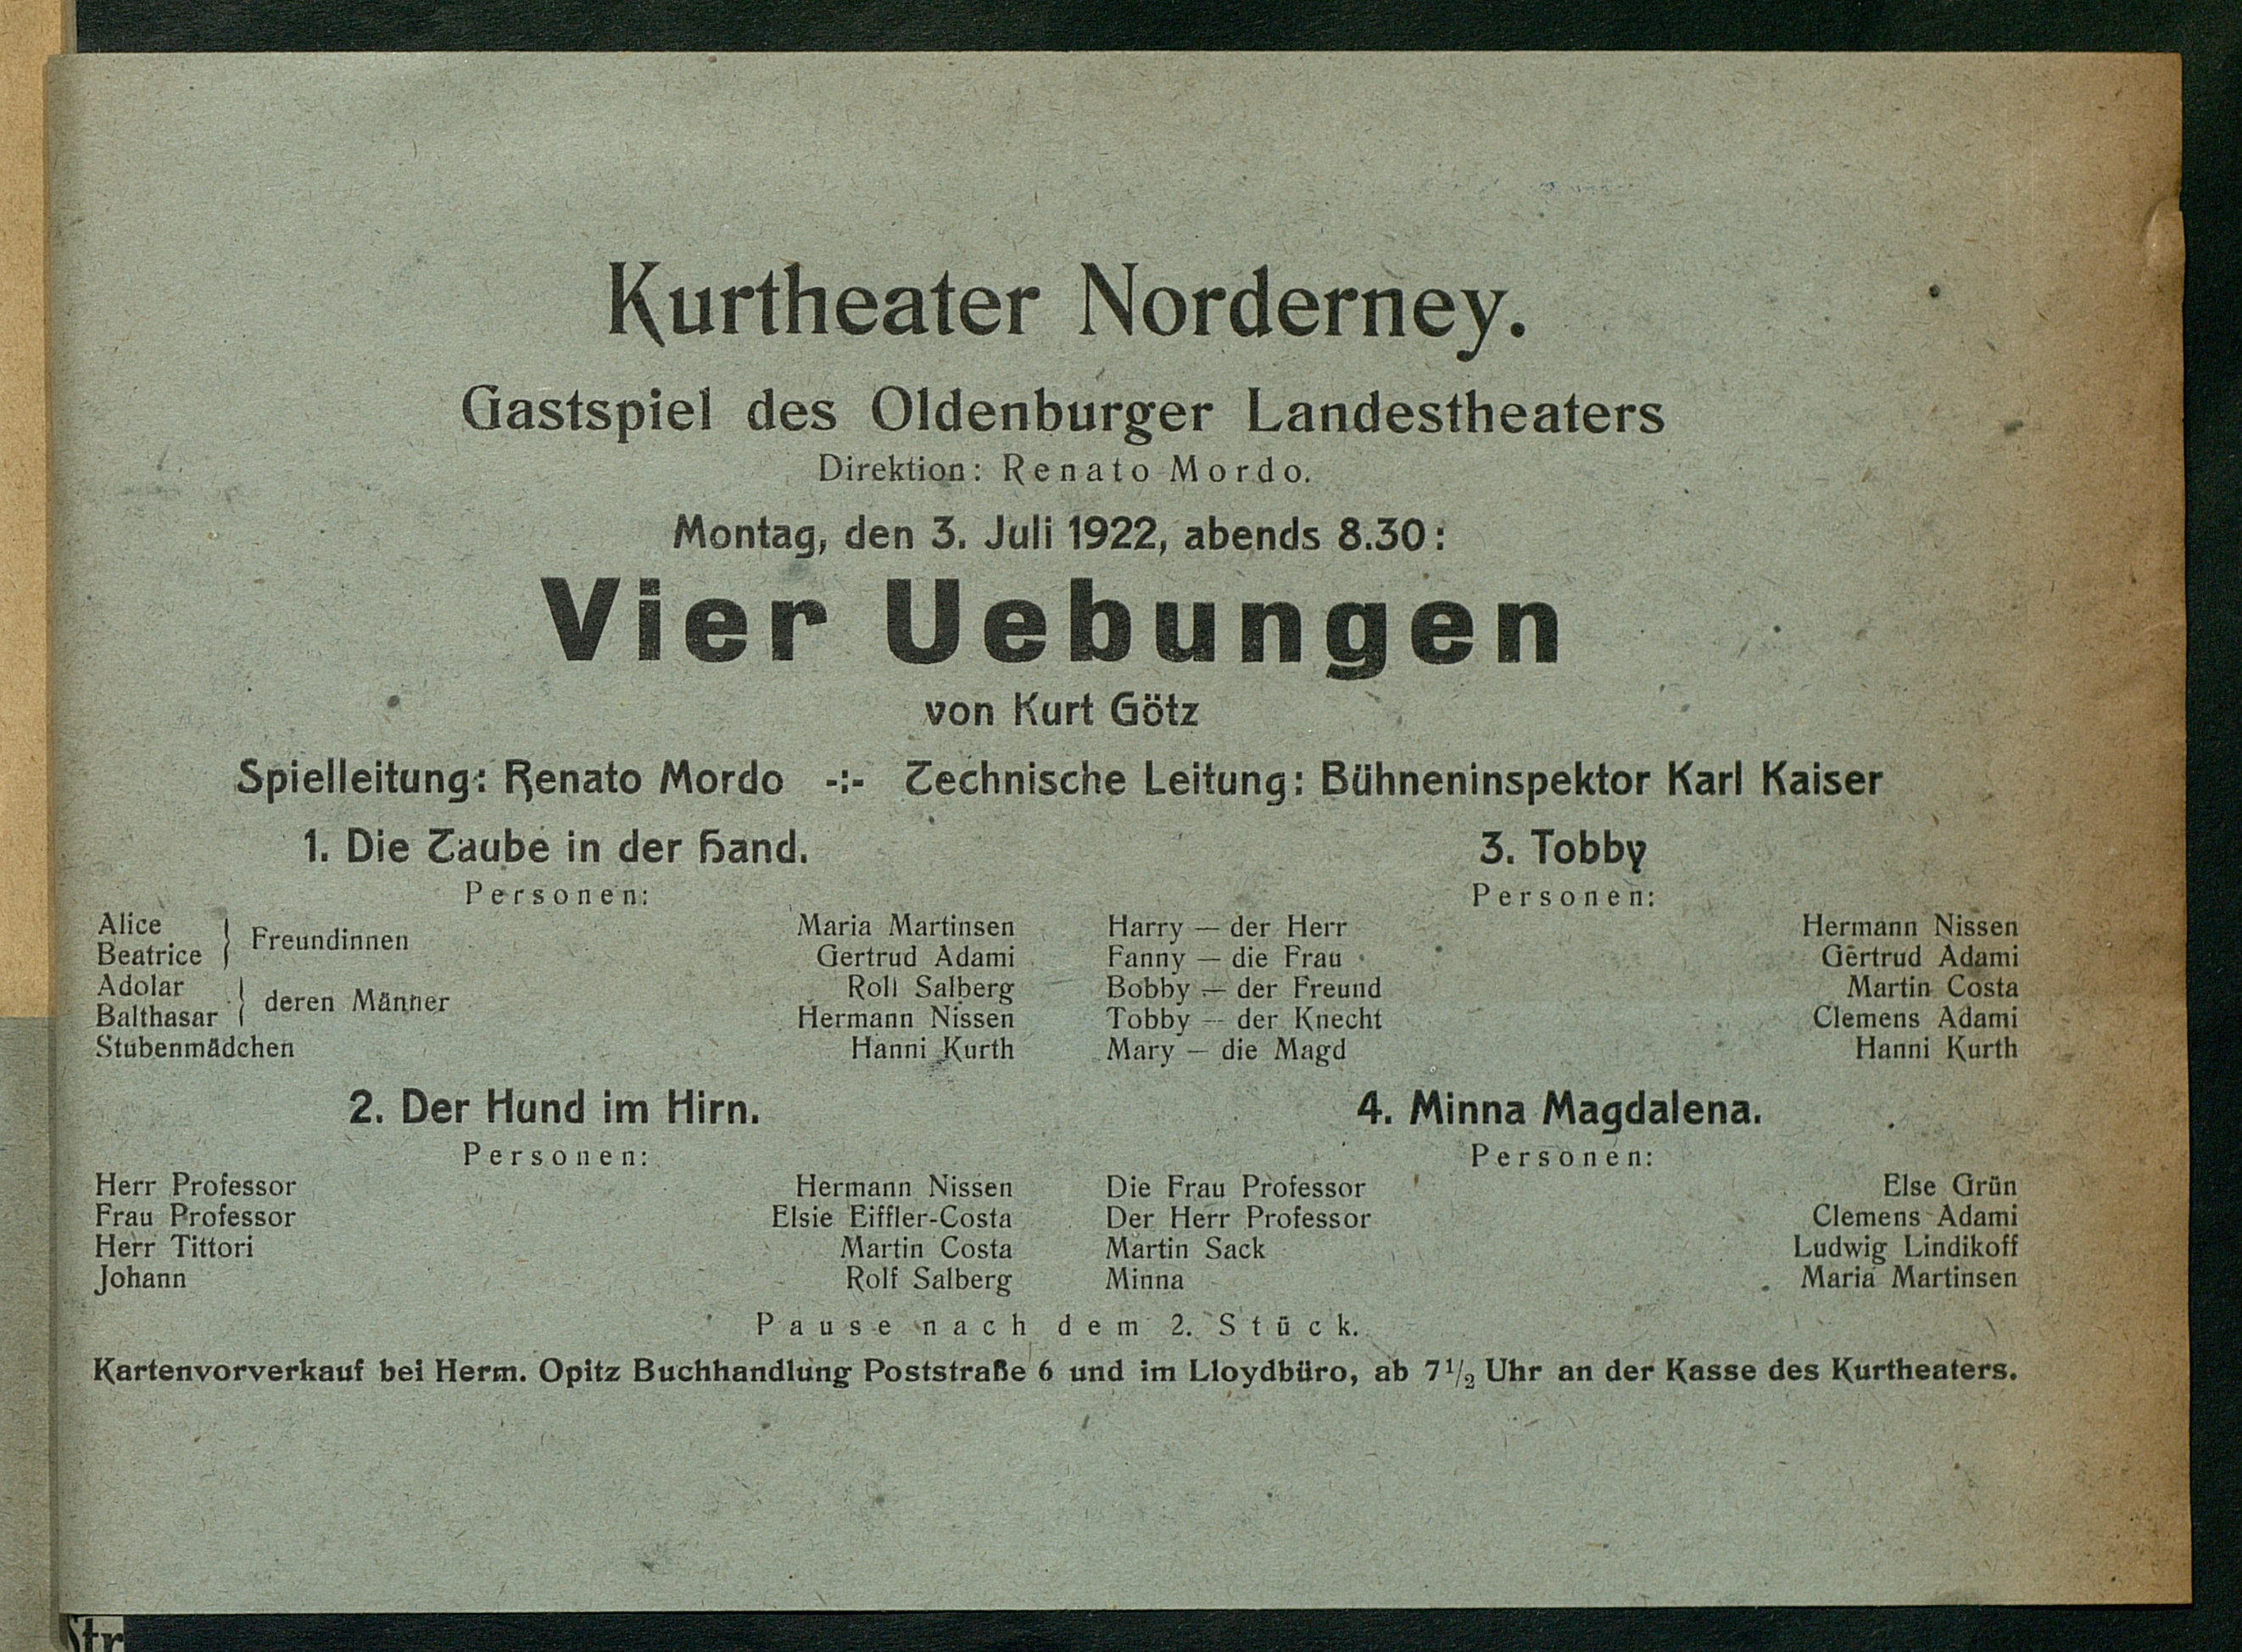 Kurtheater Norderney.
Gastspiel des Oldenburger Landestheaters
Direktion: Renato Mordo.
Montag, den 3. Juli 1922, abends 8.30:
Vier Uebungen
von Kurt Götz
Spielleitung: Renato Mordo -:- Technische Leitung: Bühneninspektor Karl Kaiser
1. Die Taube in der Hand.
Personen:
Alice } Freundinnen Maria Martinsen
Beatrice } Gertrud Adami
Adolar } deren Männer Rolf Salberg
Balthasar } Hermann Nissen
Stubenmädchen Hanni Kurth
2. Der Hund im Hirn.
Personen:
Herr Professor Hermann Nissen
Frau Professor Elsie Eiffler-Costa
Herr Tittori Martin Costa
Johann Rolf Salberg
3. Tobby
Personen:
Harry — der Herr Hermann Nissen
Fanny — die Frau Gertrud Adami
Bobby — der Freund Martin Costa
Tobby — der Knecht Clemens Adami
Mary — die Magd Hanni Kurth
4. Minna Magdalena.
Personen:
Die Frau Professor Else Grün
Der Herr Professor Clemens Adami
Martin Sack Ludwig Lindikoff
Minna Maria Martinsen
Pause nach dem 2. Stück.
Kartenvorverkauf bei Herm. Opitz Buchhandlung Poststraße 6 und im Lloydbüro, ab 7½ Uhr an der Kasse des Kurtheaters.
Str